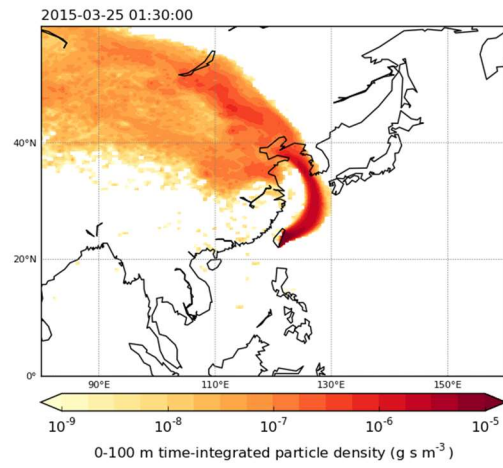 2015-03-25 01:30:00
40°N
20°N
0°
90°E 110°E 130°E 150°E
10⁻⁹ 10⁻⁸ 10⁻⁷ 10⁻⁶ 10⁻⁵
0-100 m time-integrated particle density (g s m⁻³)